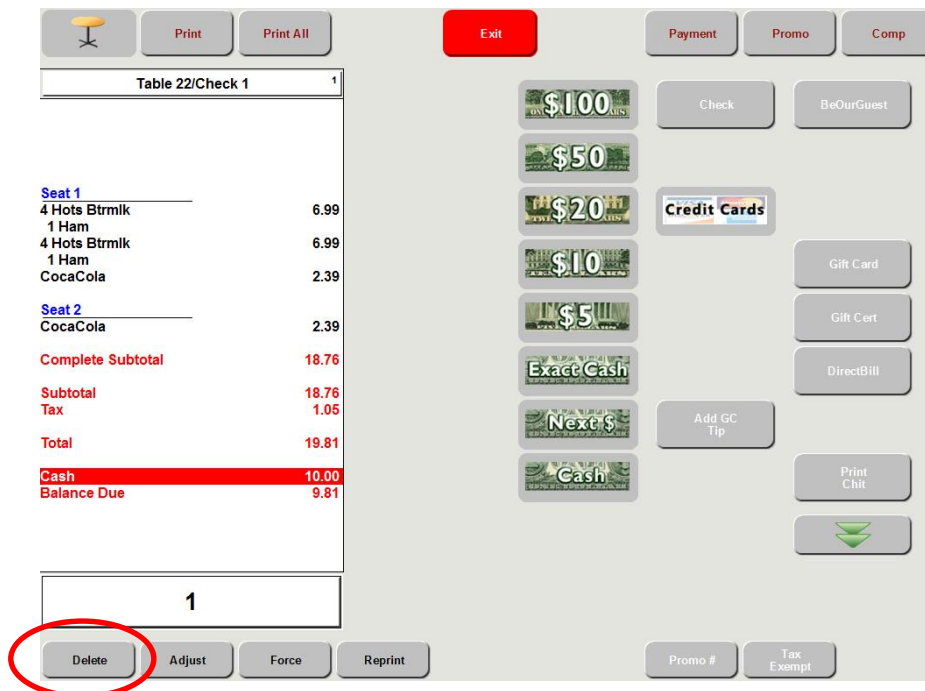 Print
Print All
Exit
Payment
Promo
Comp
Table 22/Check 1
1
Seat 1
4 Hots Btrmlk 6.99
1 Ham
4 Hots Btrmlk 6.99
1 Ham
CocaCola 2.39
Seat 2
CocaCola 2.39
Complete Subtotal 18.76
Subtotal 18.76
Tax 1.05
Total 19.81
Cash 10.00
Balance Due 9.81
1
$100
$50
$20
$10
$5
Exact Cash
Next $
Cash
Check
Credit Cards
Add GC
Tip
BeOurGuest
Gift Card
Gift Cert
DirectBill
Print
Chit
Delete
Adjust
Force
Reprint
Promo #
Tax
Exempt